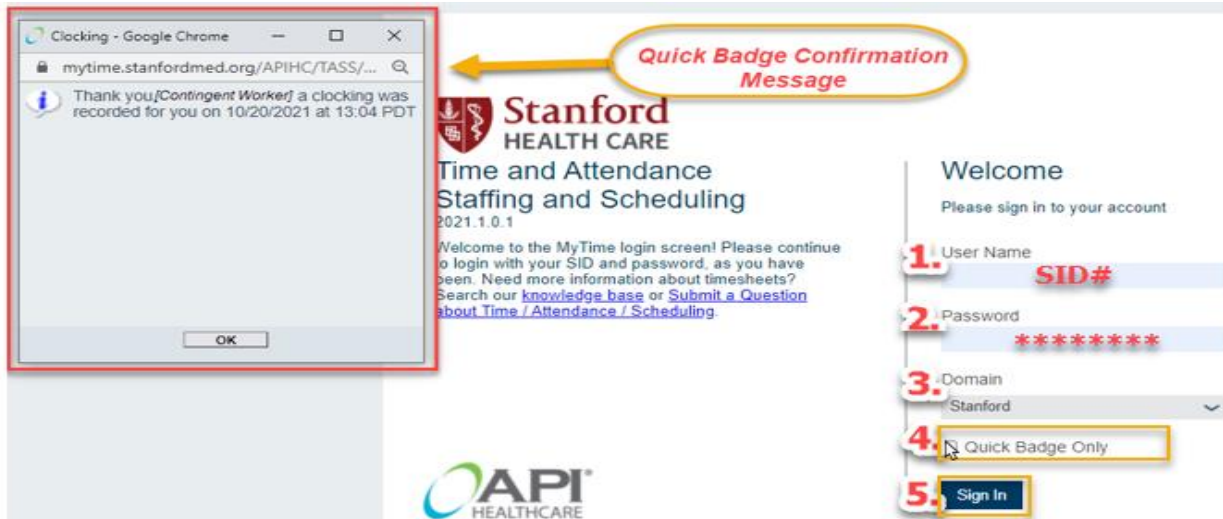 Clocking - Google Chrome
mytime.stanfordmed.org/APIHC/TASS/...
Thank you,[Contingent Worker] a clocking was
recorded for you on 10/20/2021 at 13:04 PDT
OK
Quick Badge Confirmation
Message
Stanford
HEALTH CARE
Time and Attendance
Staffing and Scheduling
2021.1.0.1
Welcome to the MyTime login screen! Please continue
to login with your SID and password, as you have
been. Need more information about timesheets?
Search our knowledge base or Submit a Question
about Time / Attendance / Scheduling.
API®
HEALTHCARE
Welcome
Please sign in to your account
1. User Name
SID#
2. Password
********
3. Domain
Stanford
4. Quick Badge Only
5. Sign In